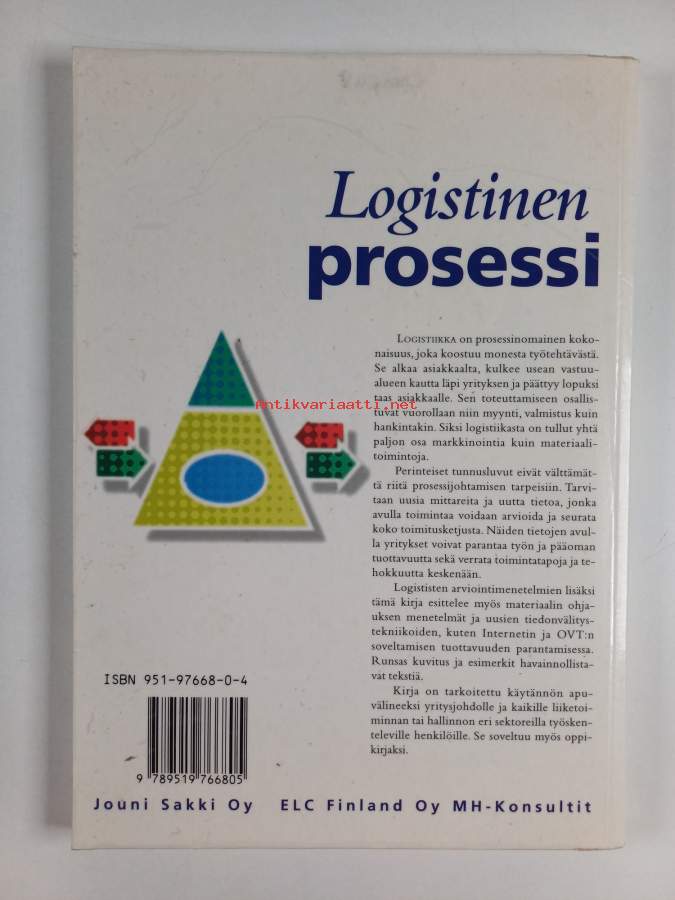 Logistinen
prosessi
LOGISTIIKKA on prosessinomainen koko-
naisuus, joka koostuu monesta työtehtävästä.
Se alkaa asiakkaalta, kulkee usean vastuu-
alueen kautta läpi yrityksen ja päättyy lopuksi
taas asiakkaalle. Sen toteuttamiseen osallis-
tuvat vuorollaan niin myynti, valmistus kuin
hankintakin. Siksi logistiikasta on tullut yhtä
paljon osa markkinointia kuin materiaali-
toimintoja.
Perinteiset tunnusluvut eivät välttämät-
tä riitä prosessijohtamisen tarpeisiin. Tarvi-
taan uusia mittareita ja uutta tietoa, jonka
avulla toimintaa voidaan arvioida ja seurata
koko toimitusketjusta. Näiden tietojen avul-
la yritykset voivat parantaa työn ja pääoman
tuottavuutta sekä verrata toimintatapoja ja te-
hokkuutta keskenään.
Logististen arviointimenetelmien lisäksi
tämä kirja esittelee myös materiaalin ohja-
uksen menetelmät ja uusien tiedonvälitys-
tekniikoiden, kuten Internetin ja OVT:n
soveltamisen tuottavuuden parantamisessa.
Runsas kuvitus ja esimerkit havainnollista-
vat tekstiä.
Kirja on tarkoitettu käytännön apu-
välineeksi yritysjohdolle ja kaikille liiketoi-
minnan tai hallinnon eri sektoreilla työsken-
televille henkilöille. Se soveltuu myös oppi-
kirjaksi.
antikvariaatti.net
ISBN 951-97668-0-4
9 789519 766805
Jouni Sakki Oy ELC Finland Oy MH-Konsultit